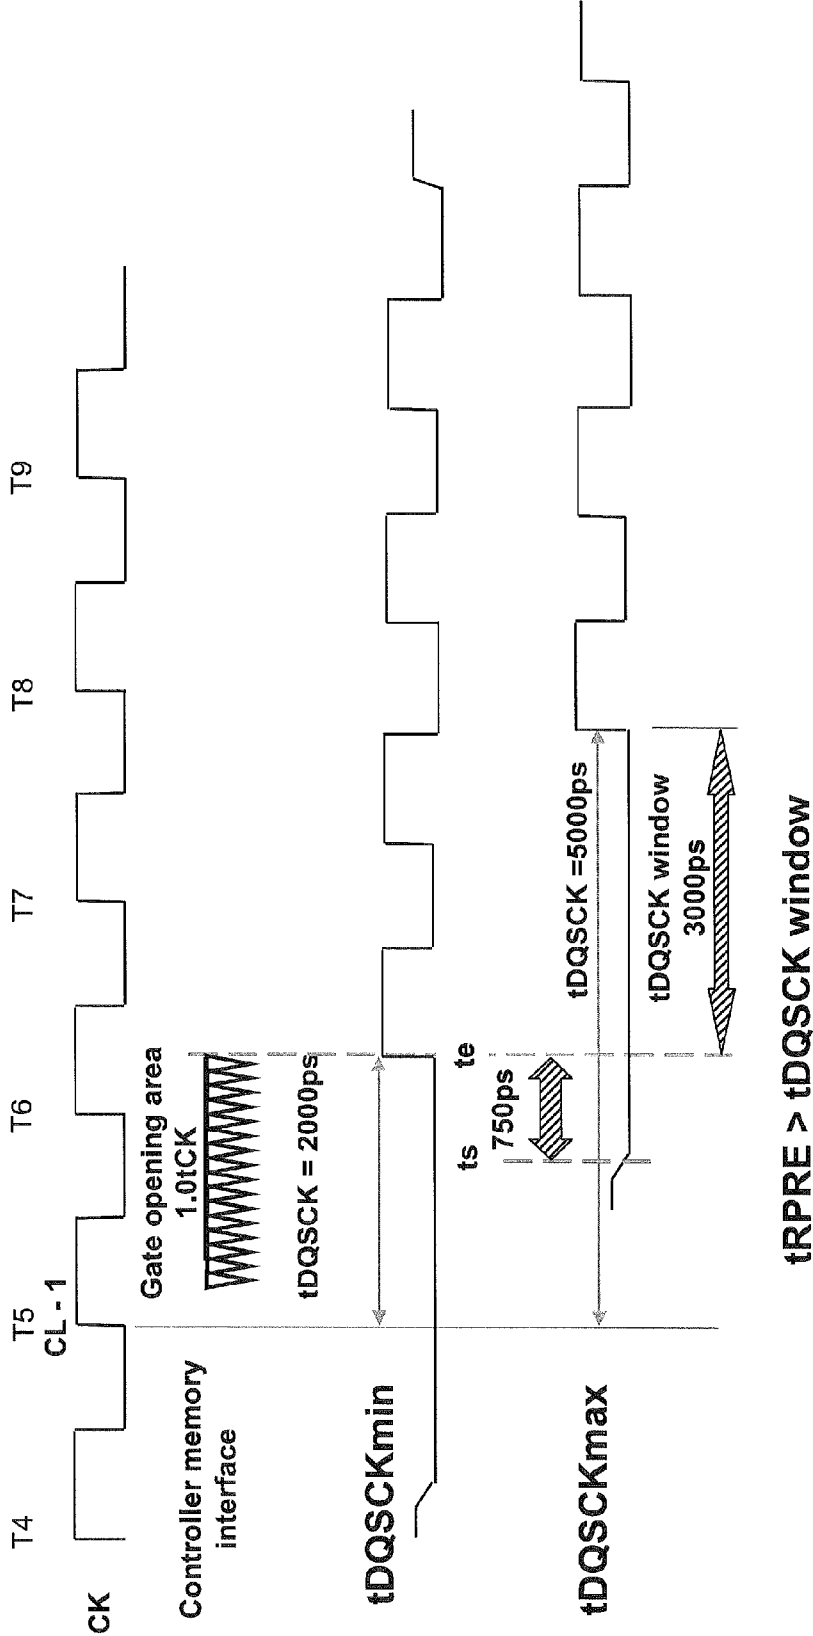 T4
T5
T6
T7
T8
T9
CL - 1
CK
Gate opening area
1.0tCK
Controller memory
interface
tDQSCK = 2000ps
tDQSCKmin
ts
te
750ps
tDQSCK =5000ps
tDQSCKmax
tDQSCK window
3000ps
tRPRE > tDQSCK window